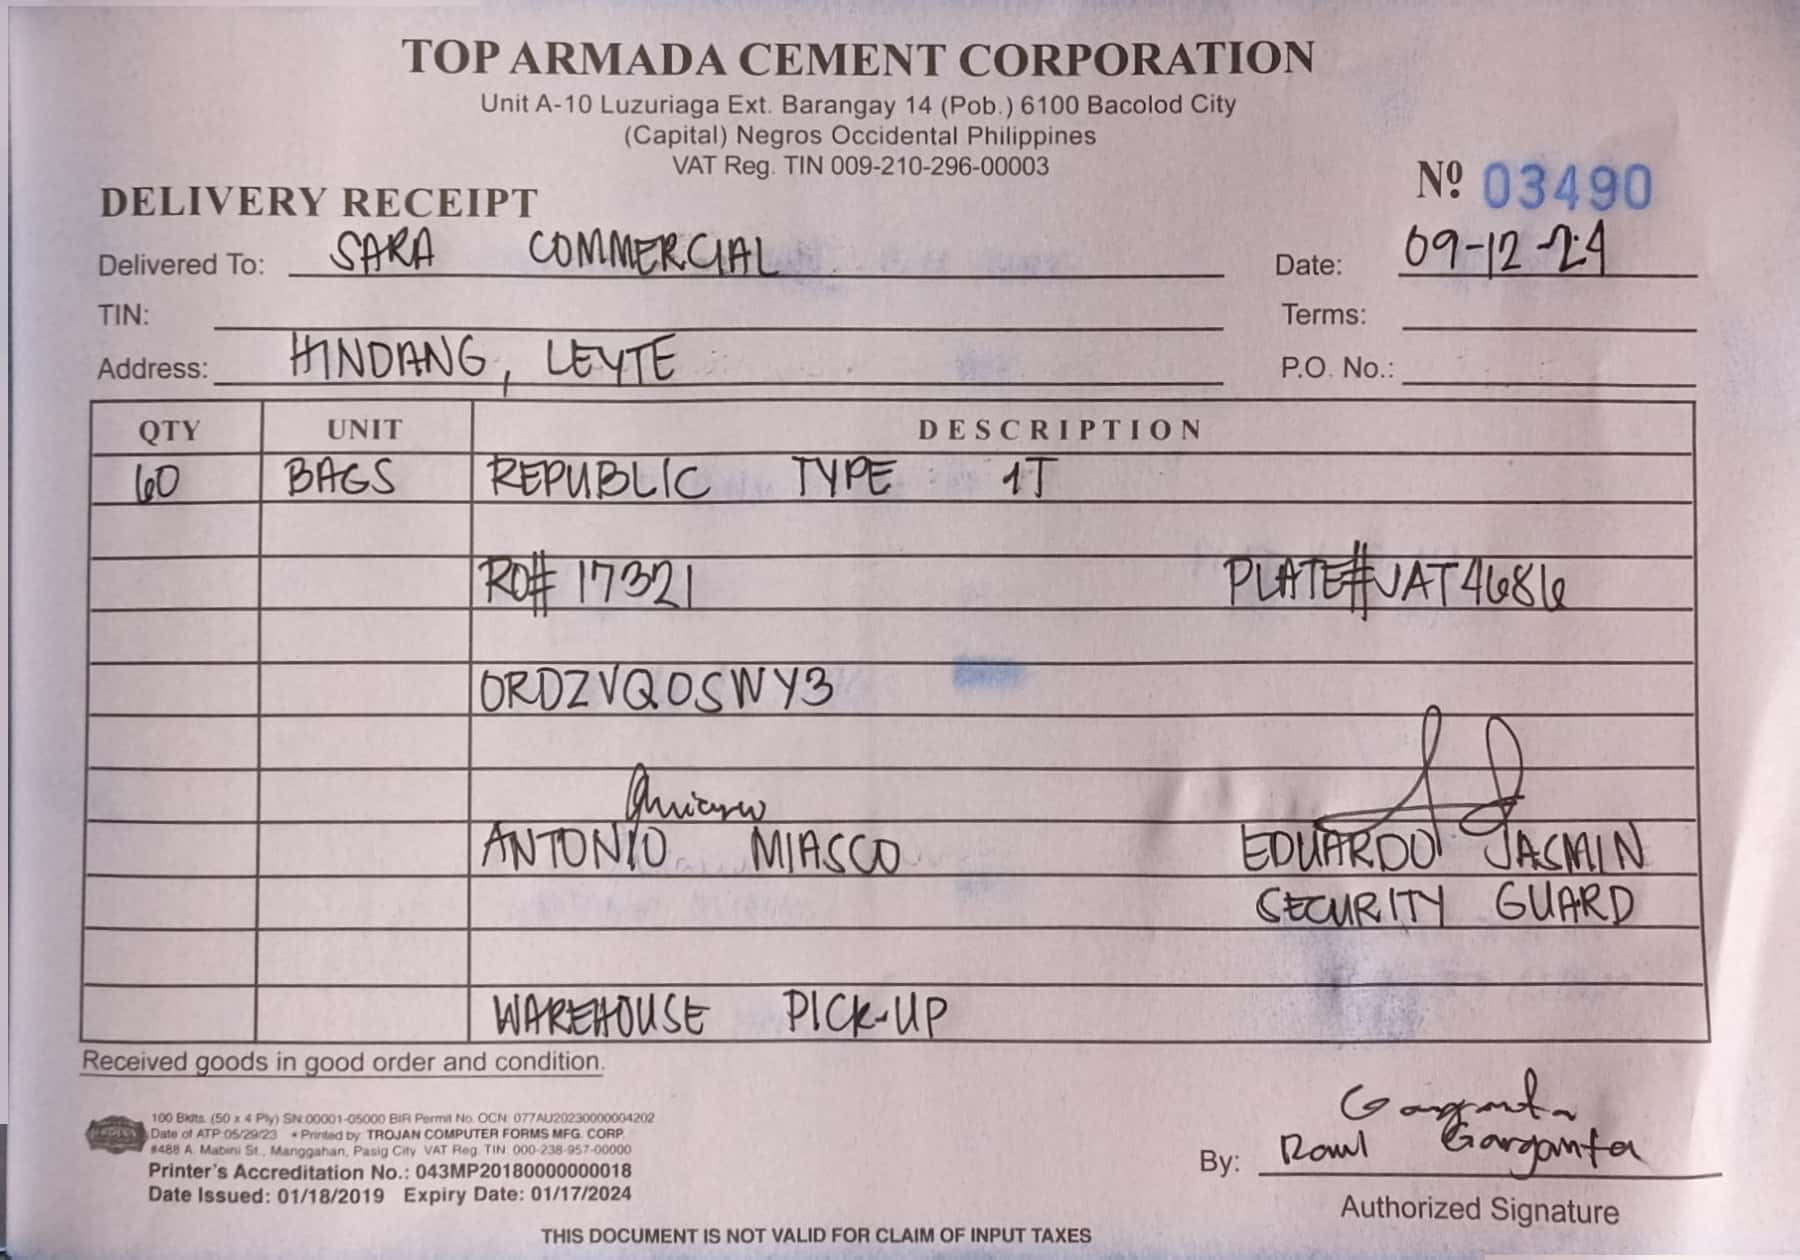 TOP ARMADA CEMENT CORPORATION
Unit A-10 Luzuriaga Ext. Barangay 14 (Pob.) 6100 Bacolod City
(Capital) Negros Occidental Philippines
VAT Reg. TIN 009-210-296-00003
Nº 03490
DELIVERY RECEIPT
Delivered To: SARA COMMERCIAL Date: 09-12-24
TIN: Terms:
Address: HINDANG, LEYTE P.O. No.:
QTY UNIT DESCRIPTION
60 BAGS REPUBLIC TYPE 1T
RO# 17321 PLATE# VAT4686
ORDZVQOSWY3
ANTONIO MIASCO EDUARDO JASMIN
SECURITY GUARD
WAREHOUSE PICK-UP
Received goods in good order and condition.
100 Bklts. (50 x 4 Ply) SN:00001-05000 BIR Permit No. OCN: 077AU20230000004202
Date of ATP 05/29/23 • Printed by: TROJAN COMPUTER FORMS MFG. CORP.
#488 A. Mabini St., Manggahan, Pasig City VAT Reg. TIN: 000-238-957-00000
Printer's Accreditation No.: 043MP20180000000018
Date Issued: 01/18/2019 Expiry Date: 01/17/2024
Garganta
By: Raul Garganta
Authorized Signature
THIS DOCUMENT IS NOT VALID FOR CLAIM OF INPUT TAXES